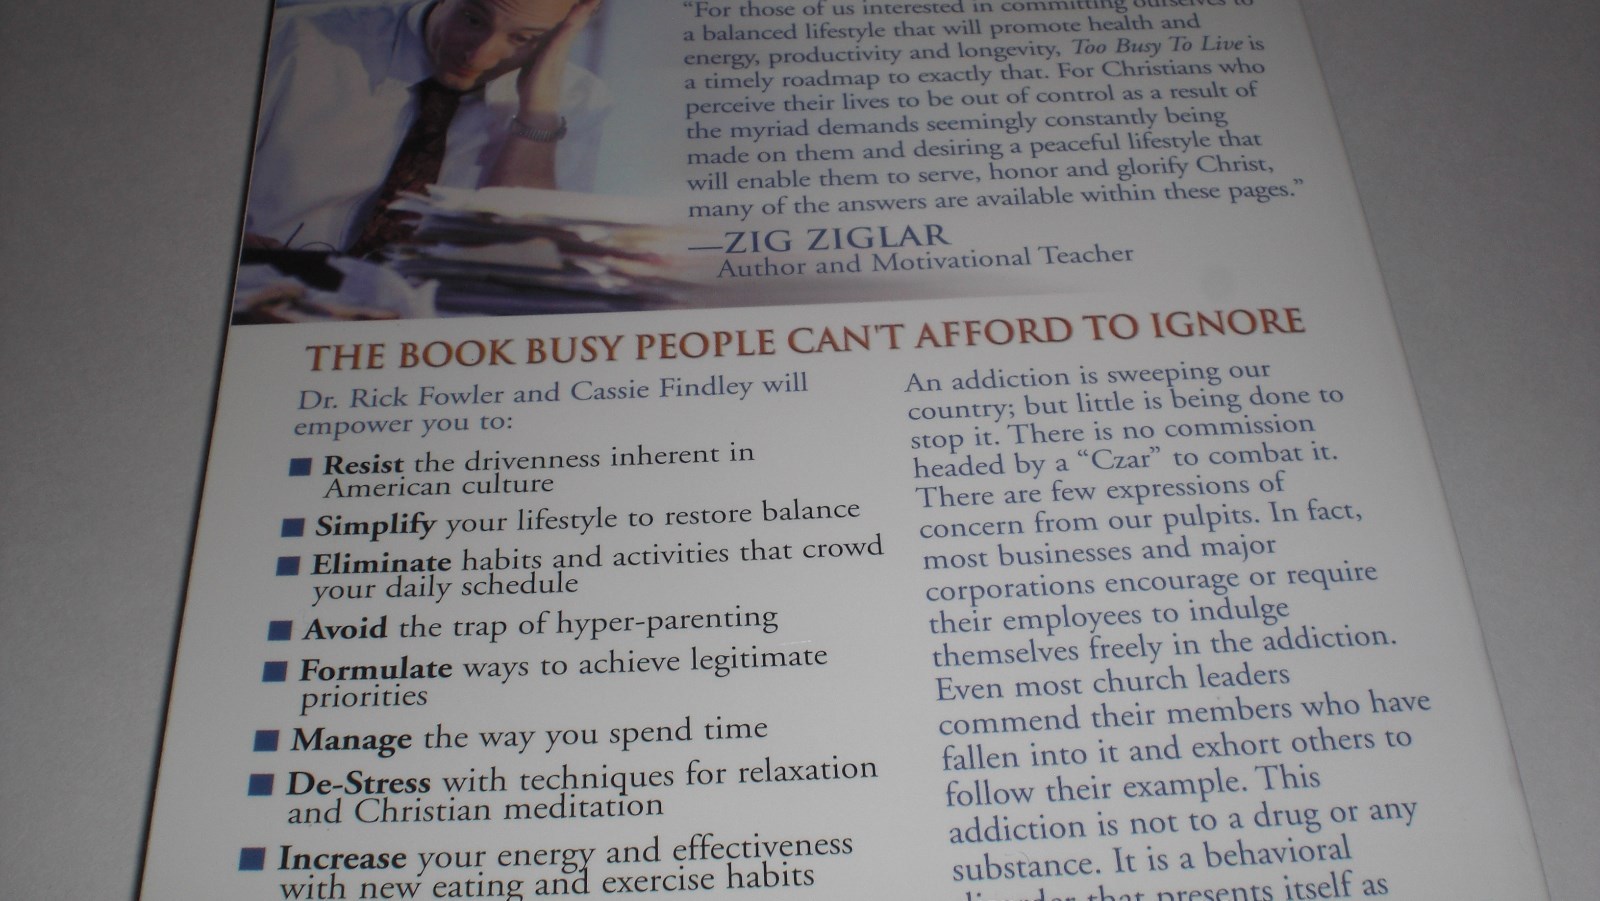 “For those of us interested in committing ourselves to
a balanced lifestyle that will promote health and
energy, productivity and longevity, Too Busy To Live is
a timely roadmap to exactly that. For Christians who
perceive their lives to be out of control as a result of
the myriad demands seemingly constantly being
made on them and desiring a peaceful lifestyle that
will enable them to serve, honor and glorify Christ,
many of the answers are available within these pages.”
—ZIG ZIGLAR
Author and Motivational Teacher
THE BOOK BUSY PEOPLE CAN'T AFFORD TO IGNORE
Dr. Rick Fowler and Cassie Findley will
empower you to:
■ Resist the drivenness inherent in
American culture
■ Simplify your lifestyle to restore balance
■ Eliminate habits and activities that crowd
your daily schedule
■ Avoid the trap of hyper-parenting
■ Formulate ways to achieve legitimate
priorities
■ Manage the way you spend time
■ De-Stress with techniques for relaxation
and Christian meditation
■ Increase your energy and effectiveness
with new eating and exercise habits
An addiction is sweeping our
country; but little is being done to
stop it. There is no commission
headed by a “Czar” to combat it.
There are few expressions of
concern from our pulpits. In fact,
most businesses and major
corporations encourage or require
their employees to indulge
themselves freely in the addiction.
Even most church leaders
commend their members who have
fallen into it and exhort others to
follow their example. This
addiction is not to a drug or any
substance. It is a behavioral
disorder that presents itself as